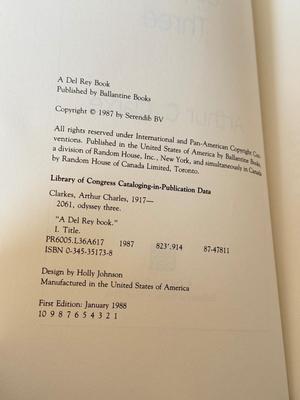 A Del Rey Book
Published by Ballantine Books
Copyright © 1987 by Serendib BV
All rights reserved under International and Pan-American Copyright Con-
ventions. Published in the United States of America by Ballantine Books,
a division of Random House, Inc., New York, and simultaneously in Canada
by Random House of Canada Limited, Toronto.
Library of Congress Cataloging-in-Publication Data
Clarkes, Arthur Charles, 1917—
2061, odyssey three.
"A Del Rey book."
I. Title.
PR6005.L36A617 1987 823'.914 87-47811
ISBN 0-345-35173-8
Design by Holly Johnson
Manufactured in the United States of America
First Edition: January 1988
10 9 8 7 6 5 4 3 2 1